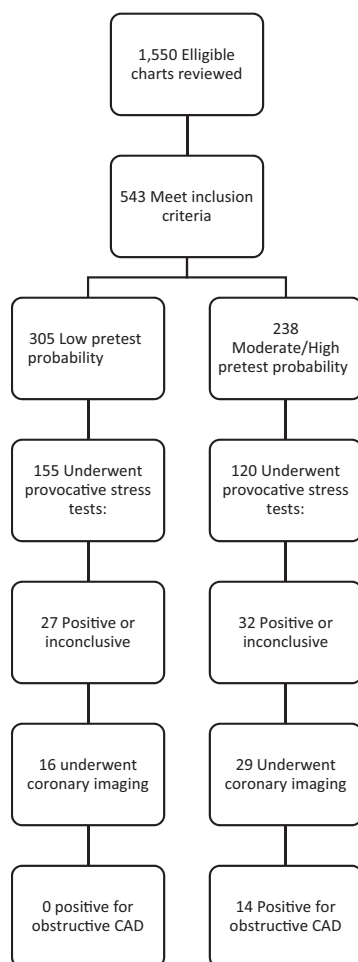 1,550 Elligible
charts reviewed
543 Meet inclusion
criteria
305 Low pretest
probability
238
Moderate/High
pretest probability
155 Underwent
provocative stress
tests:
120 Underwent
provocative stress
tests:
27 Positive or
inconclusive
32 Positive or
inconclusive
16 underwent
coronary imaging
29 Underwent
coronary imaging
0 positive for
obstructive CAD
14 Positive for
obstructive CAD